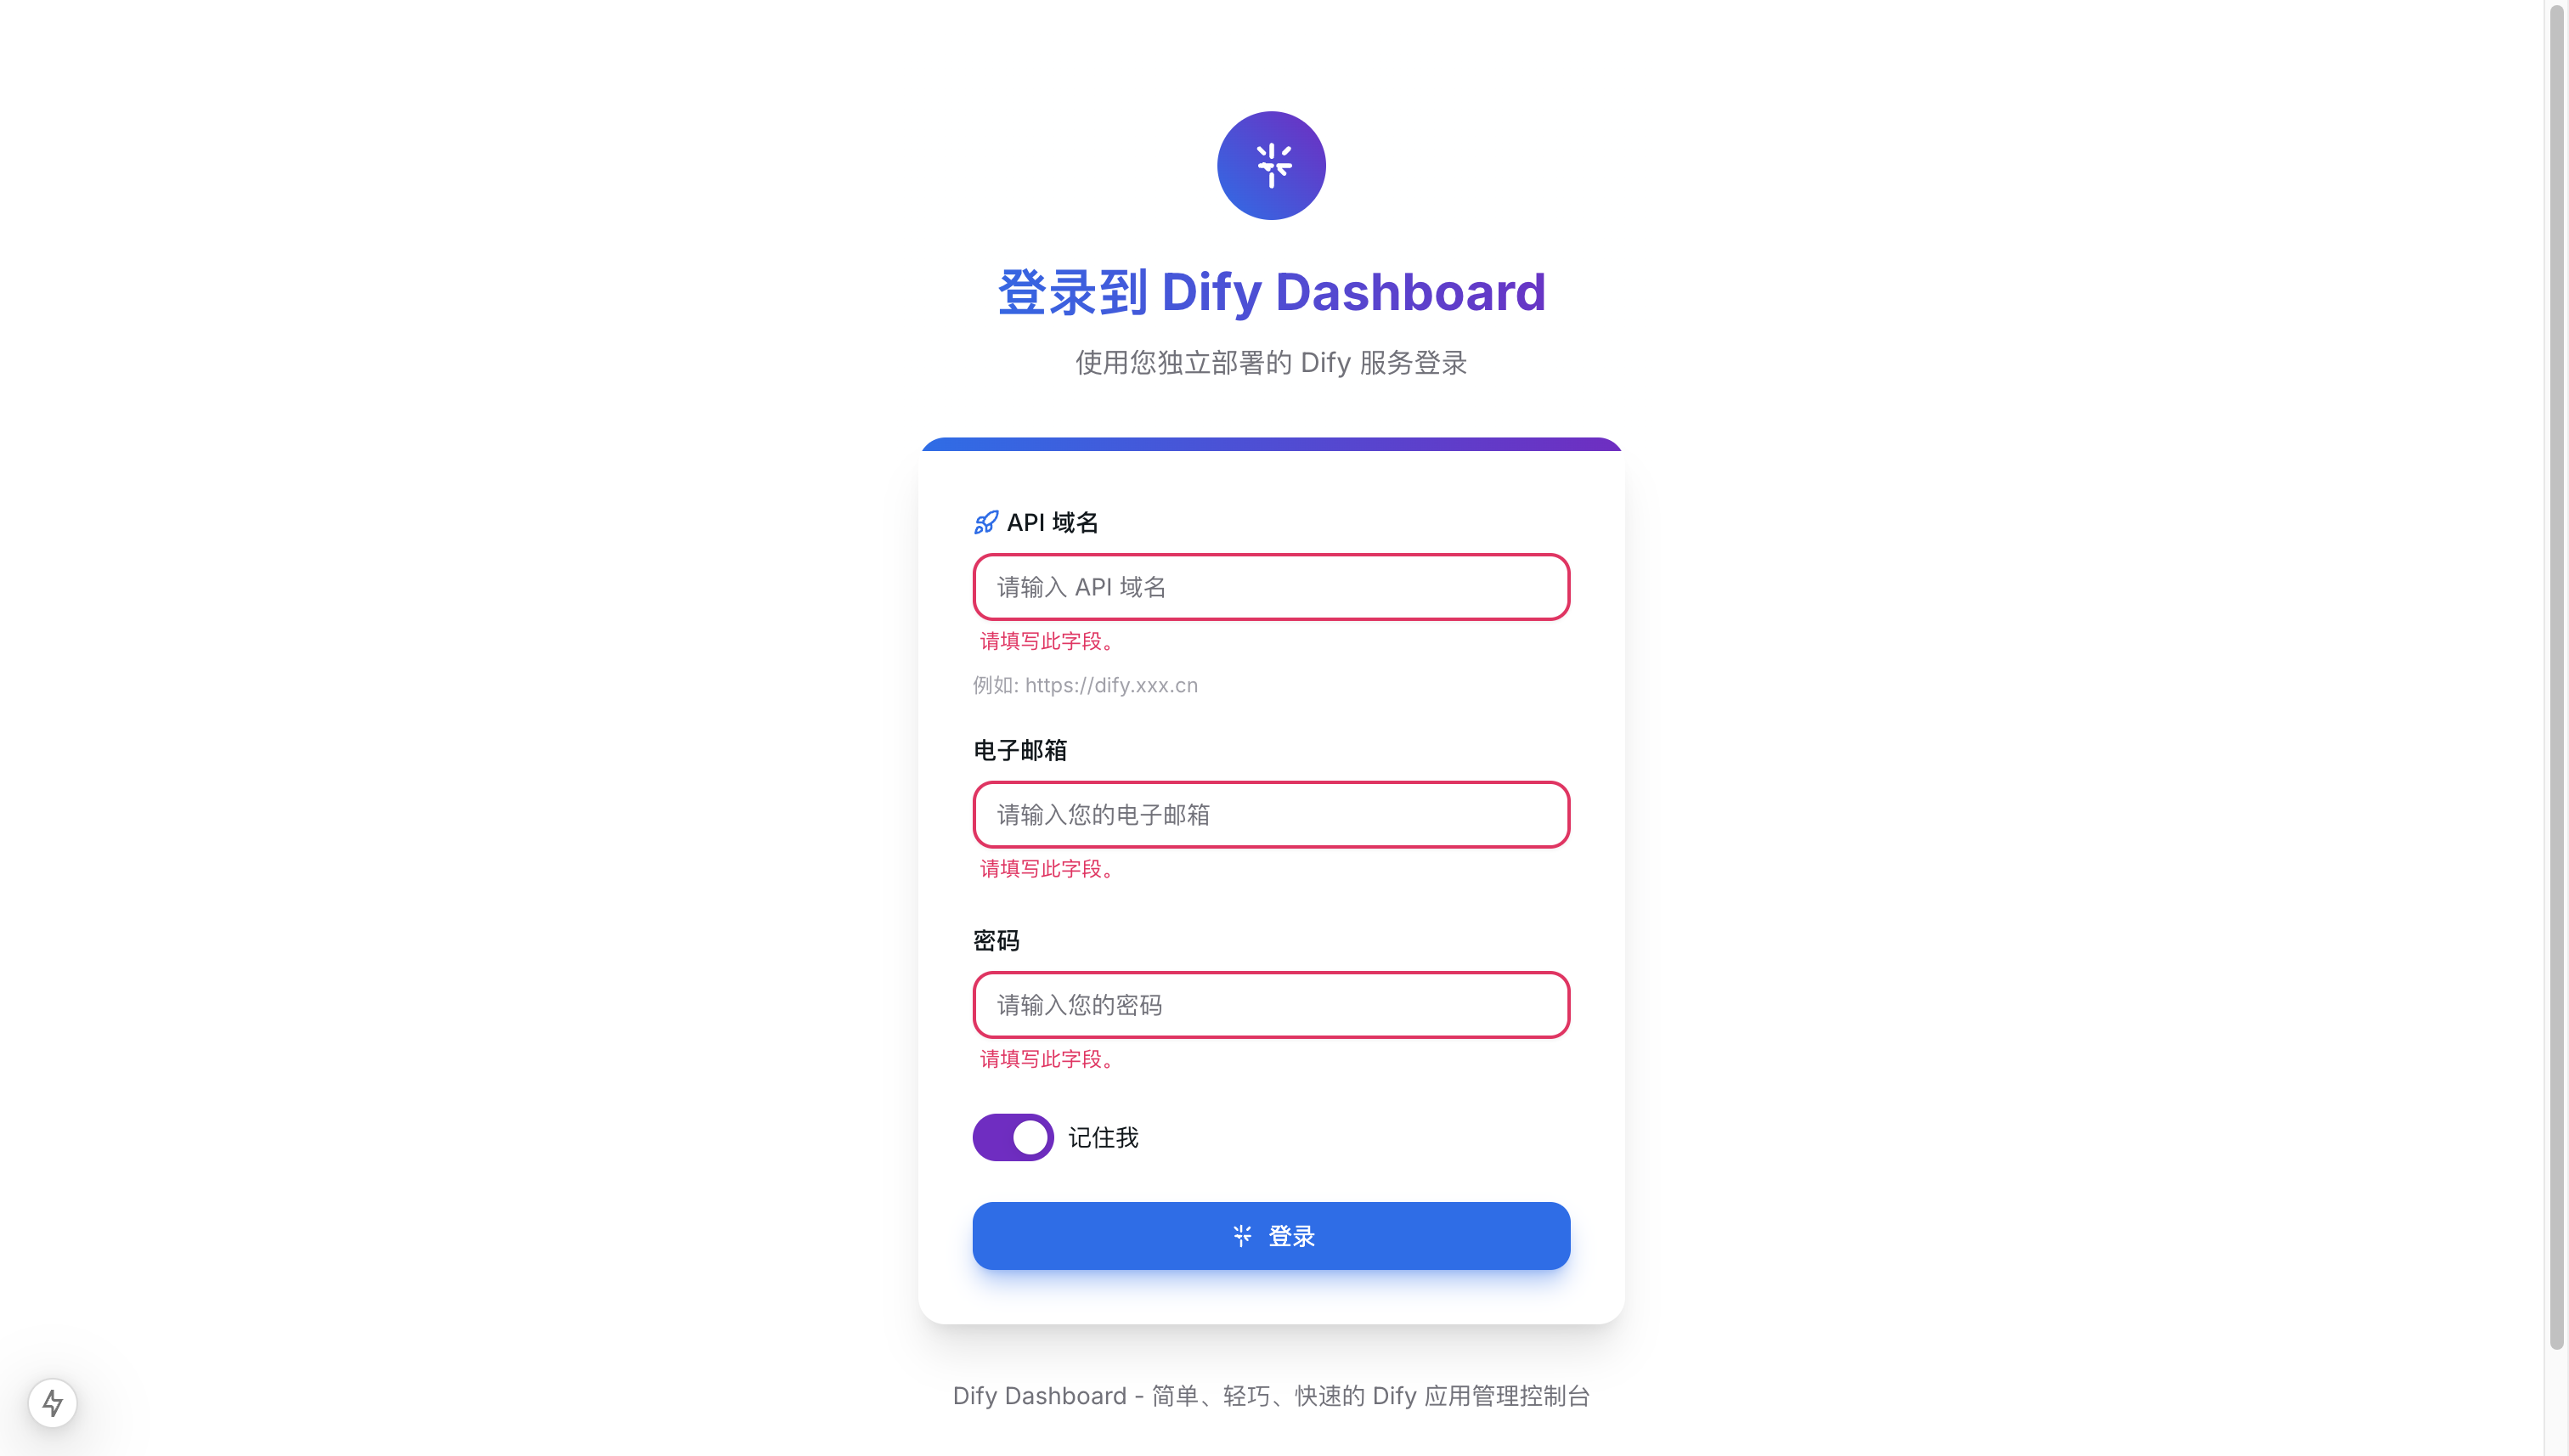 登录到 Dify Dashboard
使用您独立部署的 Dify 服务登录
API 域名
请输入 API 域名
请填写此字段。
例如: https://dify.xxx.cn
电子邮箱
请输入您的电子邮箱
请填写此字段。
密码
请输入您的密码
请填写此字段。
记住我
登录
Dify Dashboard - 简单、轻巧、快速的 Dify 应用管理控制台